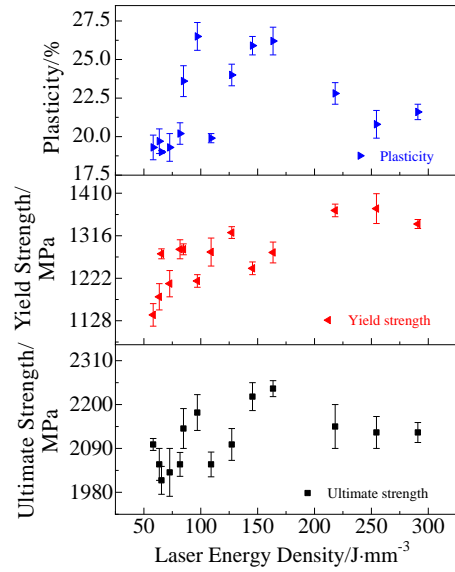 Plasticity/%
27.5
25.0
22.5
20.0
17.5
Plasticity
Yield Strength/
MPa
1410
1316
1222
1128
Yield strength
Ultimate Strength/
MPa
2310
2200
2090
1980
Ultimate strength
50 100 150 200 250 300
Laser Energy Density/J·mm⁻³